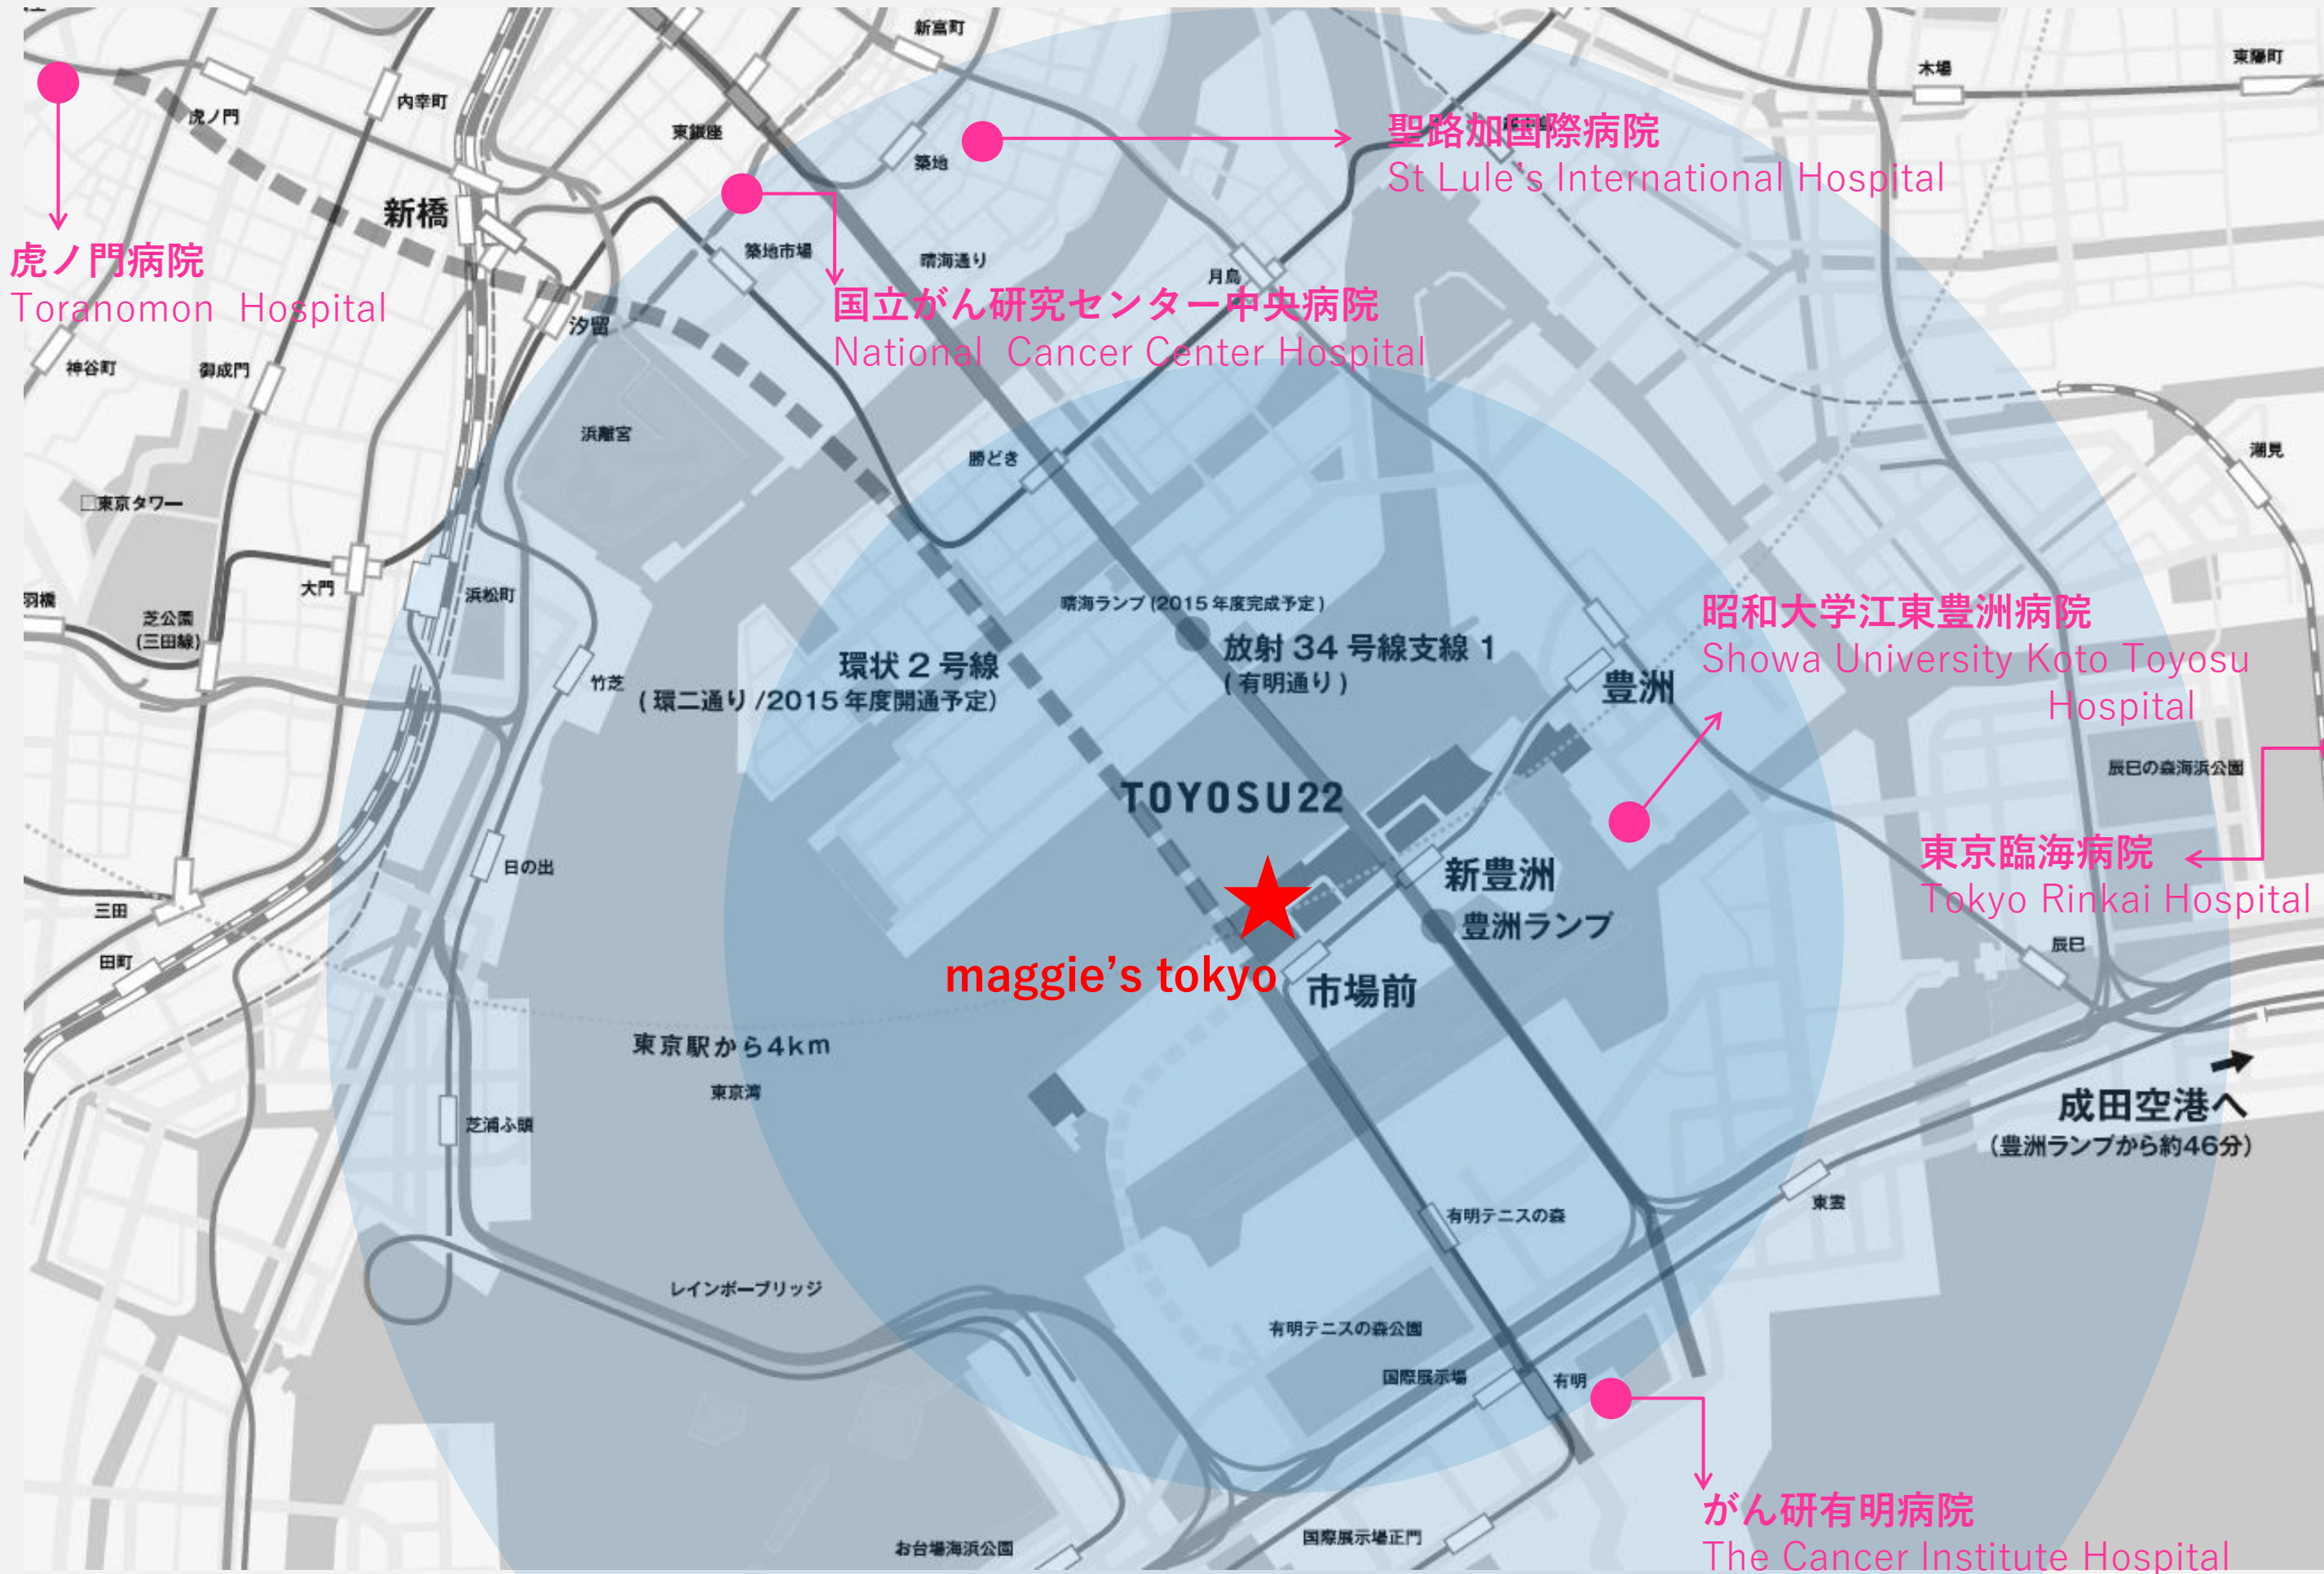 新富町
木場
東陽町
内幸町
虎ノ門
東銀座
築地
聖路加国際病院
St Lule's International Hospital
新橋
虎ノ門病院
Toranomon Hospital
築地市場
晴海通り
月島
国立がん研究センター中央病院
National Cancer Center Hospital
汐留
神谷町
御成門
浜離宮
勝どき
潮見
□東京タワー
大門
浜松町
羽橋
芝公園
(三田線)
晴海ランプ(2015年度完成予定)
放射 34 号線支線 1
(有明通り)
昭和大学江東豊洲病院
Showa University Koto Toyosu
Hospital
環状 2 号線
(環二通り/2015年度開通予定)
竹芝
豊洲
辰巳の森海浜公園
TOYOSU22
日の出
新豊洲
豊洲ランプ
東京臨海病院
Tokyo Rinkai Hospital
三田
田町
辰巳
maggie's tokyo
市場前
東京駅から4km
東京湾
芝浦ふ頭
成田空港へ
(豊洲ランプから約46分)
有明テニスの森
東雲
レインボーブリッジ
有明テニスの森公園
国際展示場
有明
がん研有明病院
The Cancer Institute Hospital
国際展示場正門
お台場海浜公園